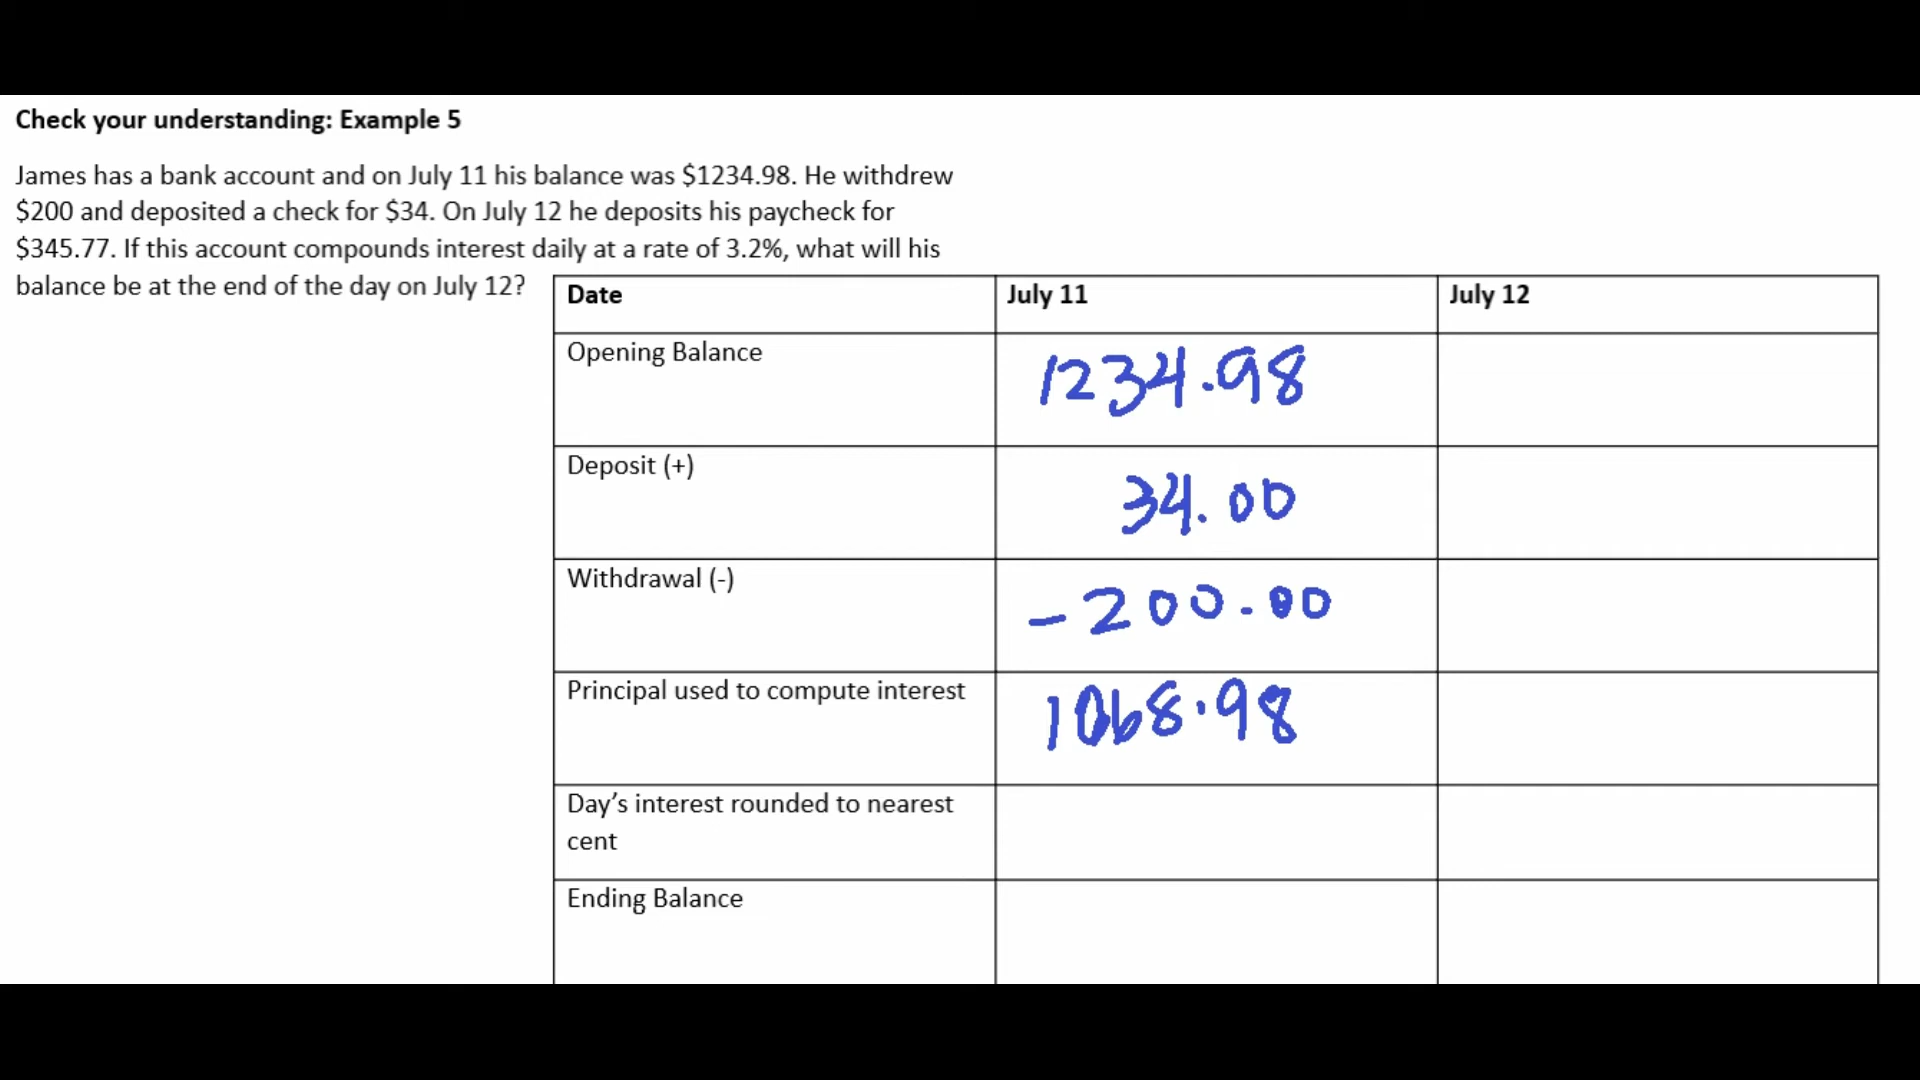 Check your understanding: Example 5
James has a bank account and on July 11 his balance was $1234.98. He withdrew
$200 and deposited a check for $34. On July 12 he deposits his paycheck for
$345.77. If this account compounds interest daily at a rate of 3.2%, what will his
balance be at the end of the day on July 12?
Date July 11 July 12
Opening Balance 1234.98
Deposit (+) 34.00
Withdrawal (-) -200.00
Principal used to compute interest 1068.98
Day’s interest rounded to nearest
cent
Ending Balance